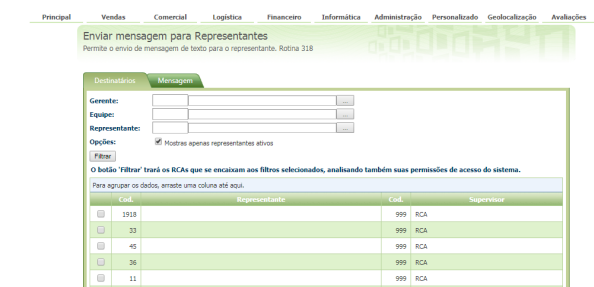 Principal Vendas Comercial Logística Financeiro Informática Administração Personalizado Geolocalização Avaliações
Enviar mensagem para Representantes
Permite o envio de mensagem de texto para o representante. Rotina 318
Destinatários Mensagem
Gerente: ...
Equipe: ...
Representante: ...
Opções: Mostras apenas representantes ativos
Filtrar
O botão 'Filtrar' trará os RCAs que se encaixam aos filtros selecionados, analisando também suas permissões de acesso do sistema.
Para agrupar os dados, arraste uma coluna até aqui.
Cod. Representante Cod. Supervisor
1918 999 RCA
33 999 RCA
45 999 RCA
36 999 RCA
11 999 RCA